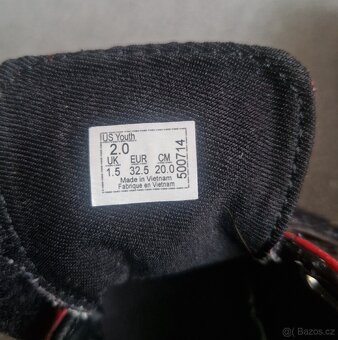 US Youth
2.0
UK EUR CM
1.5 32.5 20.0
Made in Vietnam
Fabriqué en Vietnam
500714
© Bazos.cz